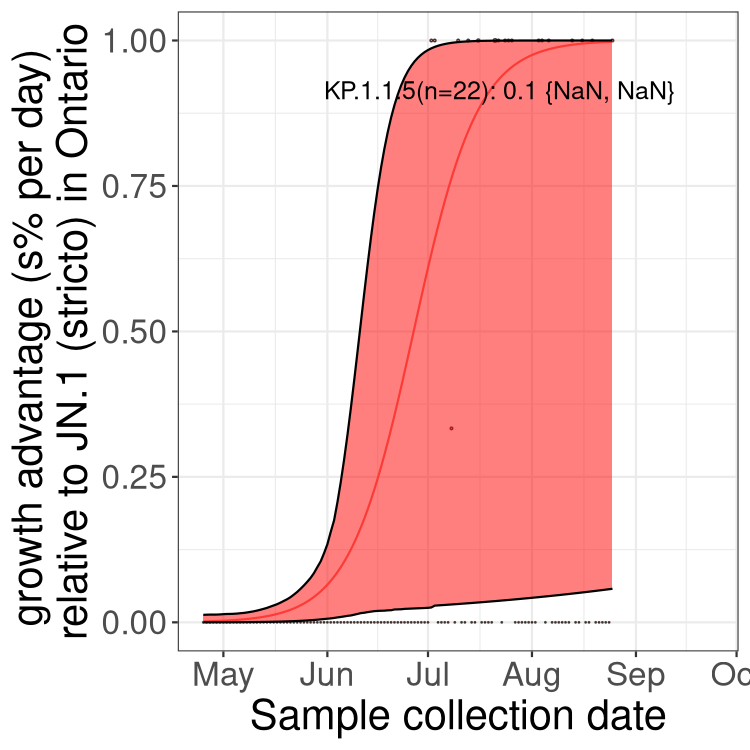 growth advantage (s% per day)
relative to JN.1 (stricto) in Ontario
1.00
0.75
0.50
0.25
0.00
KP.1.1.5(n=22): 0.1 {NaN, NaN}
May Jun Jul Aug Sep Oc
Sample collection date